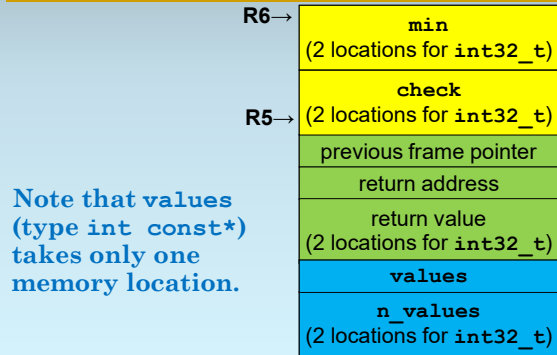 R6→
min
(2 locations for int32_t)
check
R5→ (2 locations for int32_t)
previous frame pointer
return address
return value
(2 locations for int32_t)
values
n_values
(2 locations for int32_t)
Note that values
(type int const*)
takes only one
memory location.